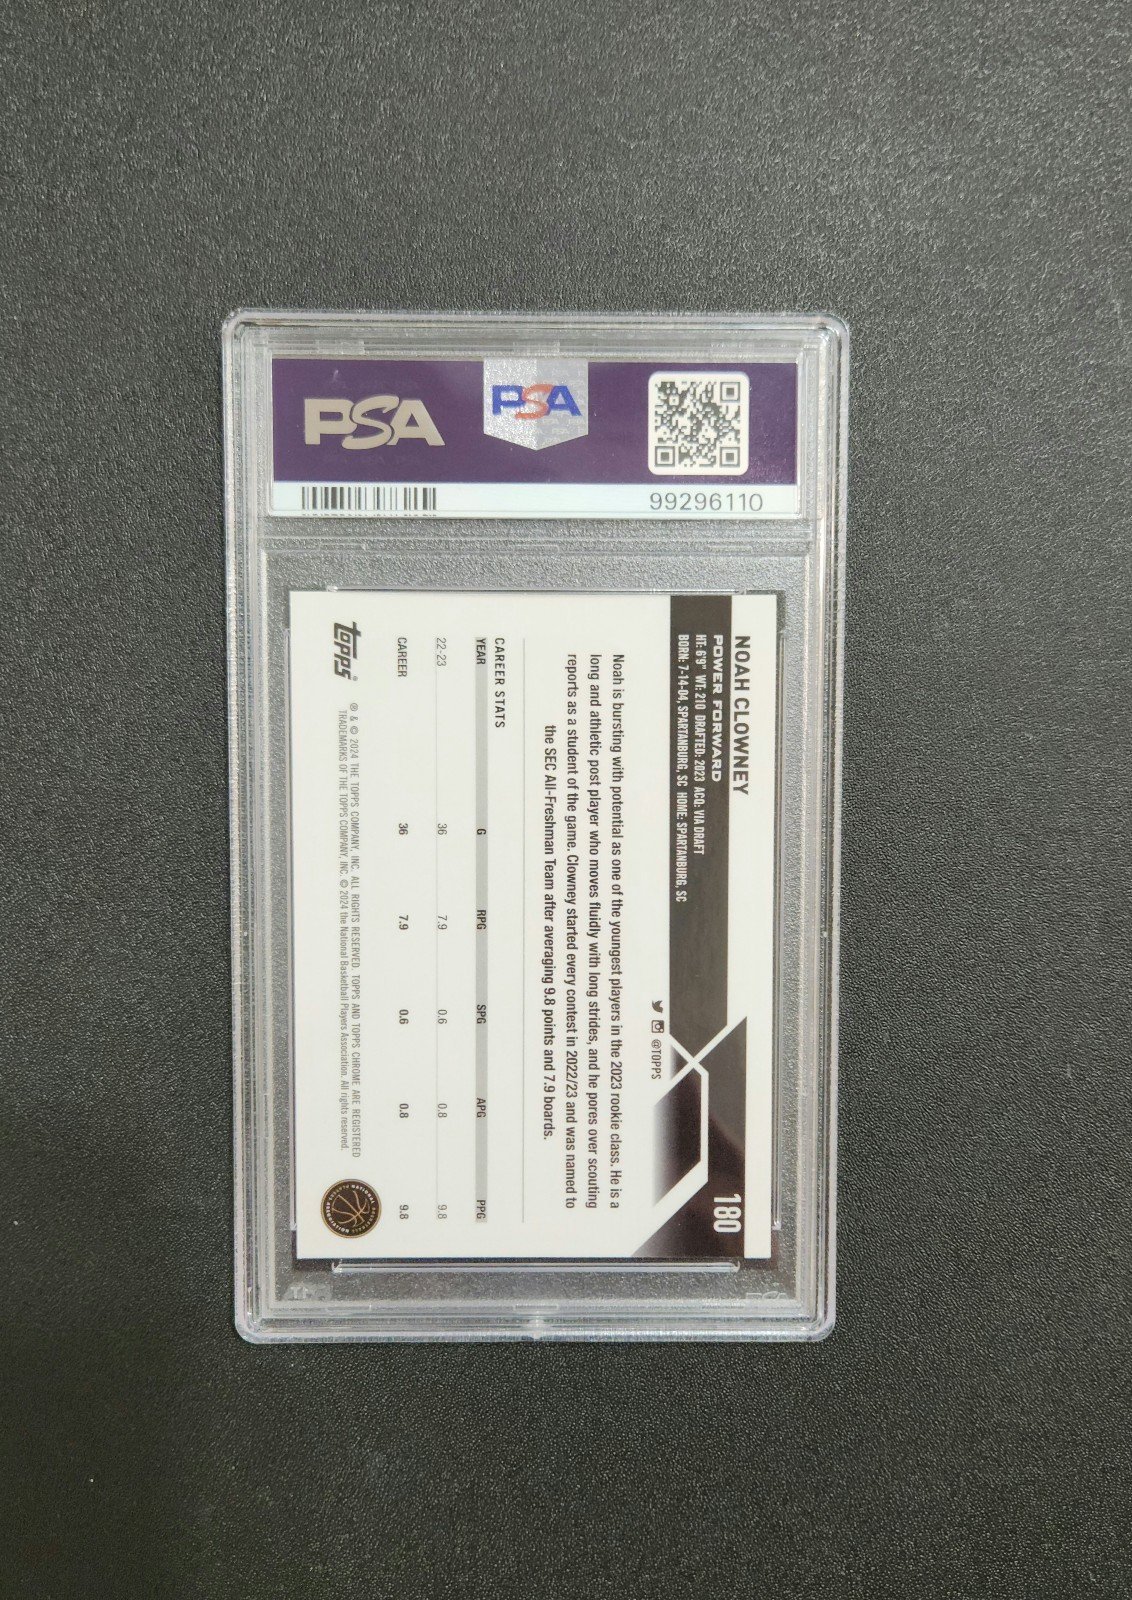 PSA
PSA
99296110
NOAH CLOWNEY
POWER FORWARD
HT: 6'9" WT: 210 DRAFTED: 2023 ACQ: VIA DRAFT
BORN: 7-14-04, SPARTANBURG, SC HOME: SPARTANBURG, SC
180
@TOPPS
Noah is bursting with potential as one of the youngest players in the 2023 rookie class. He is a
long and athletic post player who moves fluidly with long strides, and he pores over scouting
reports as a student of the game. Clowney started every contest in 2022/23 and was named to
the SEC All-Freshman Team after averaging 9.8 points and 7.9 boards.
CAREER STATS
YEAR G RPG SPG APG PPG
22-23 36 7.9 0.6 0.8 9.8
CAREER 36 7.9 0.6 0.8 9.8
topps®
® & © 2024 THE TOPPS COMPANY, INC. ALL RIGHTS RESERVED. TOPPS AND TOPPS CHROME ARE REGISTERED
TRADEMARKS OF THE TOPPS COMPANY, INC. © 2024 the National Basketball Players Association. All rights reserved.